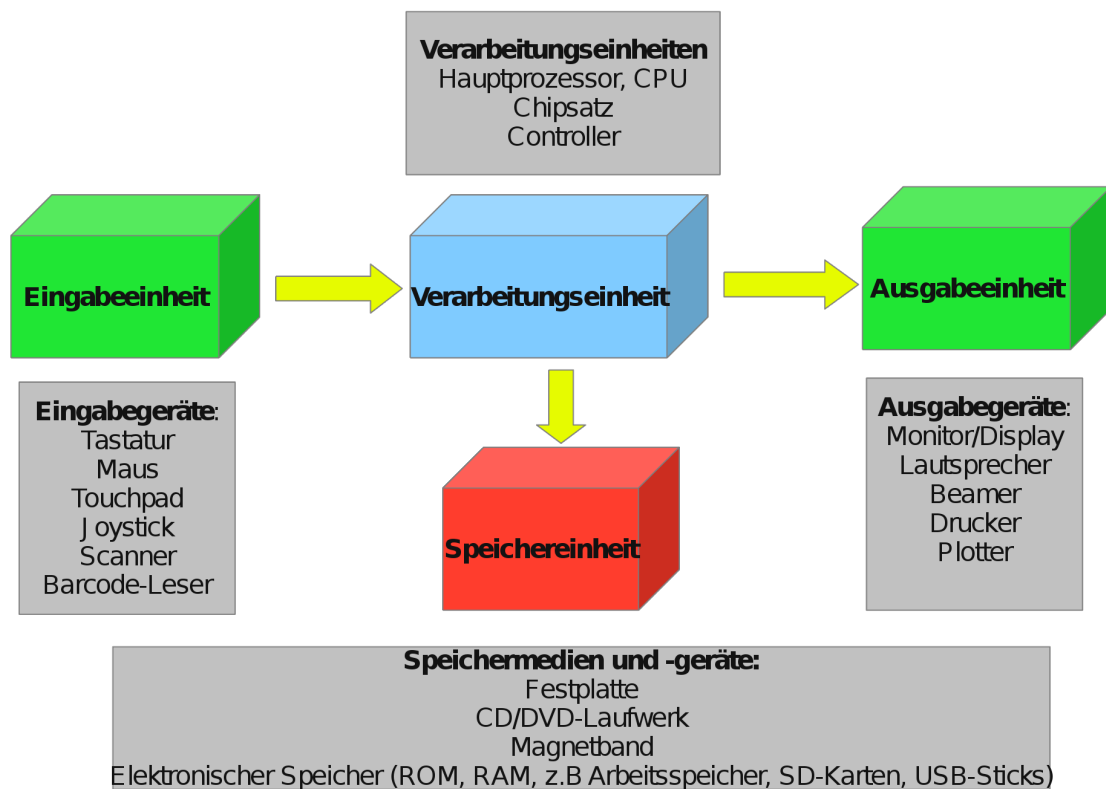 Verarbeitungseinheiten
Hauptprozessor, CPU
Chipsatz
Controller
Eingabeeinheit
Verarbeitungseinheit
Ausgabeeinheit
Eingabegeräte:
Tastatur
Maus
Touchpad
Joystick
Scanner
Barcode-Leser
Ausgabegeräte:
Monitor/Display
Lautsprecher
Beamer
Drucker
Plotter
Speichereinheit
Speichermedien und -geräte:
Festplatte
CD/DVD-Laufwerk
Magnetband
Elektronischer Speicher (ROM, RAM, z.B Arbeitsspeicher, SD-Karten, USB-Sticks)